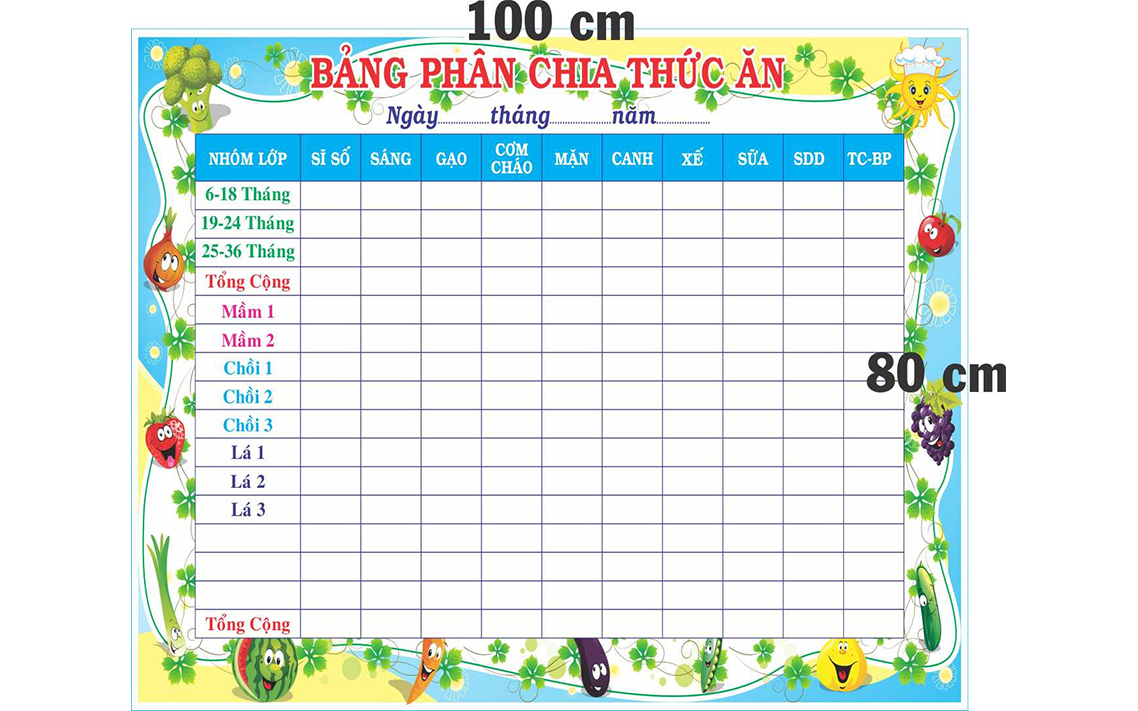 100 cm
BẢNG PHÂN CHIA THỨC ĂN
Ngày............tháng..............năm..............
NHÓM LỚP SĨ SỐ SÁNG GẠO CƠM CHÁO MẶN CANH XẾ SỮA SDD TC-BP
6-18 Tháng
19-24 Tháng
25-36 Tháng
Tổng Cộng
Mầm 1
Mầm 2
80 cm
Chồi 1
Chồi 2
Chồi 3
Lá 1
Lá 2
Lá 3
Tổng Cộng